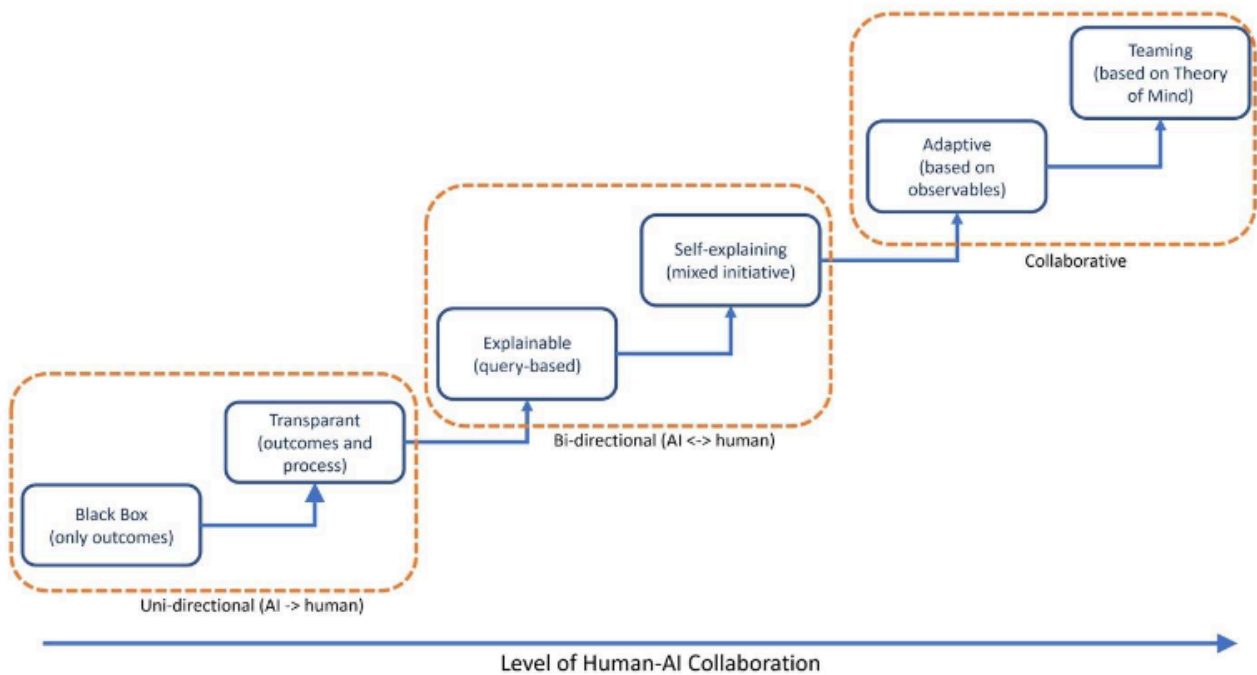 Teaming
(based on Theory
of Mind)
Adaptive
(based on
observables)
Collaborative
Self-explaining
(mixed initiative)
Explainable
(query-based)
Bi-directional (AI <-> human)
Transparant
(outcomes and
process)
Black Box
(only outcomes)
Uni-directional (AI -> human)
Level of Human-AI Collaboration